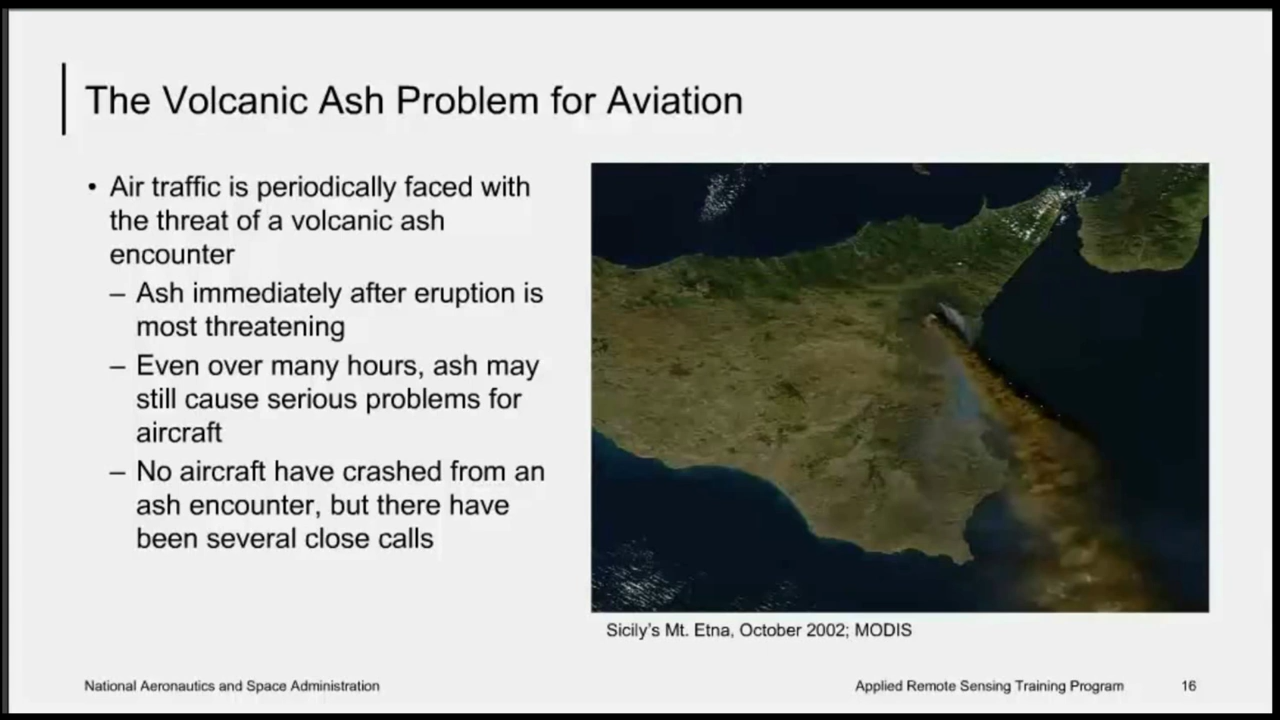 The Volcanic Ash Problem for Aviation
• Air traffic is periodically faced with
the threat of a volcanic ash
encounter
– Ash immediately after eruption is
most threatening
– Even over many hours, ash may
still cause serious problems for
aircraft
– No aircraft have crashed from an
ash encounter, but there have
been several close calls
Sicily's Mt. Etna, October 2002; MODIS
National Aeronautics and Space Administration
Applied Remote Sensing Training Program
16